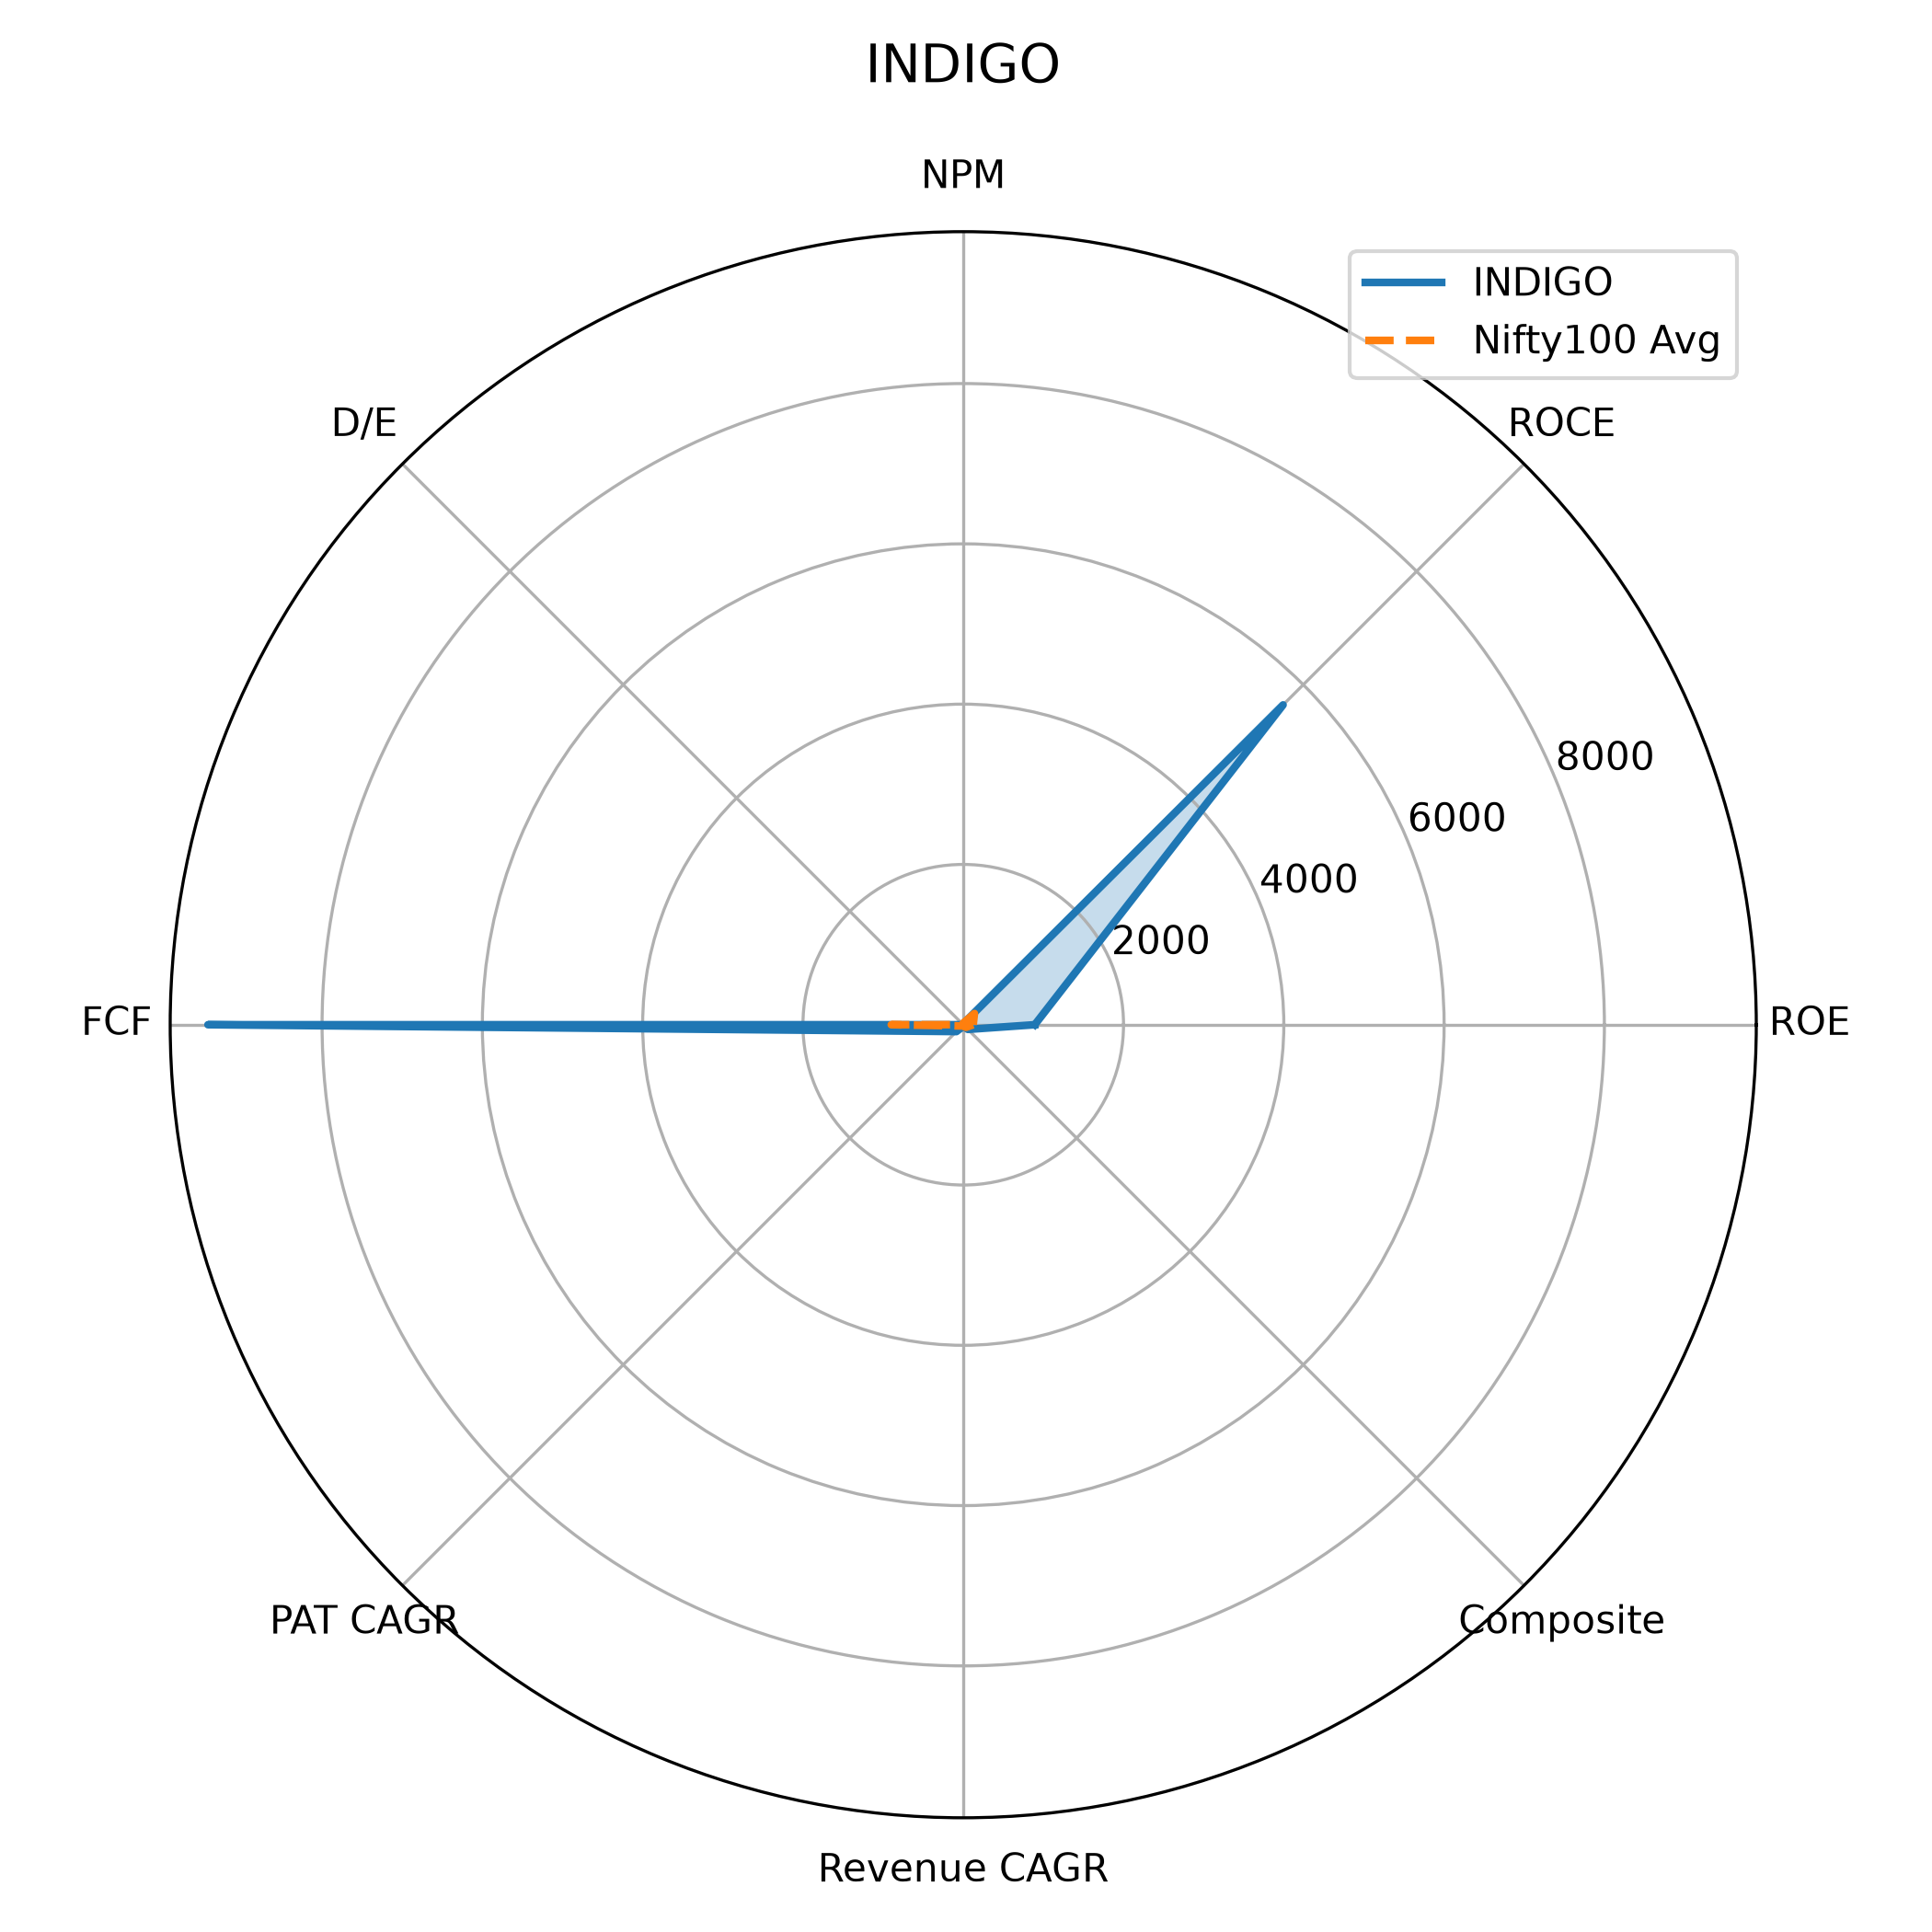 INDIGO
NPM
INDIGO
Nifty100 Avg
D/E
ROCE
8000
6000
4000
2000
FCF
ROE
PAT CAGR
Composite
Revenue CAGR